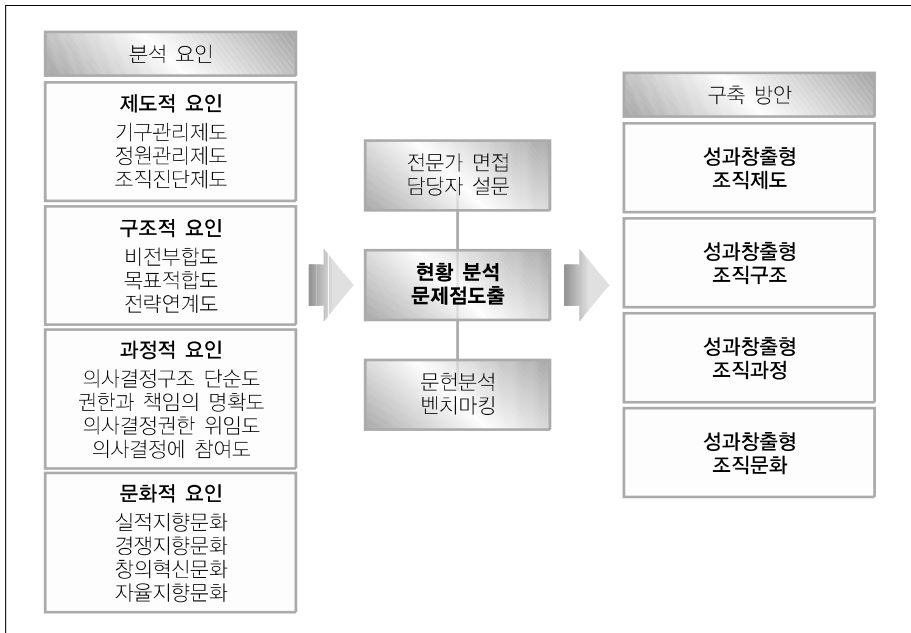 분석 요인
제도적 요인
기구관리제도
정원관리제도
조직진단제도
구조적 요인
비전부합도
목표적합도
전략연계도
과정적 요인
의사결정구조 단순도
권한과 책임의 명확도
의사결정권한 위임도
의사결정에 참여도
문화적 요인
실적지향문화
경쟁지향문화
창의혁신문화
자율지향문화
전문가 면접
담당자 설문
현황 분석
문제점도출
문헌분석
벤치마킹
구축 방안
성과창출형
조직제도
성과창출형
조직구조
성과창출형
조직과정
성과창출형
조직문화